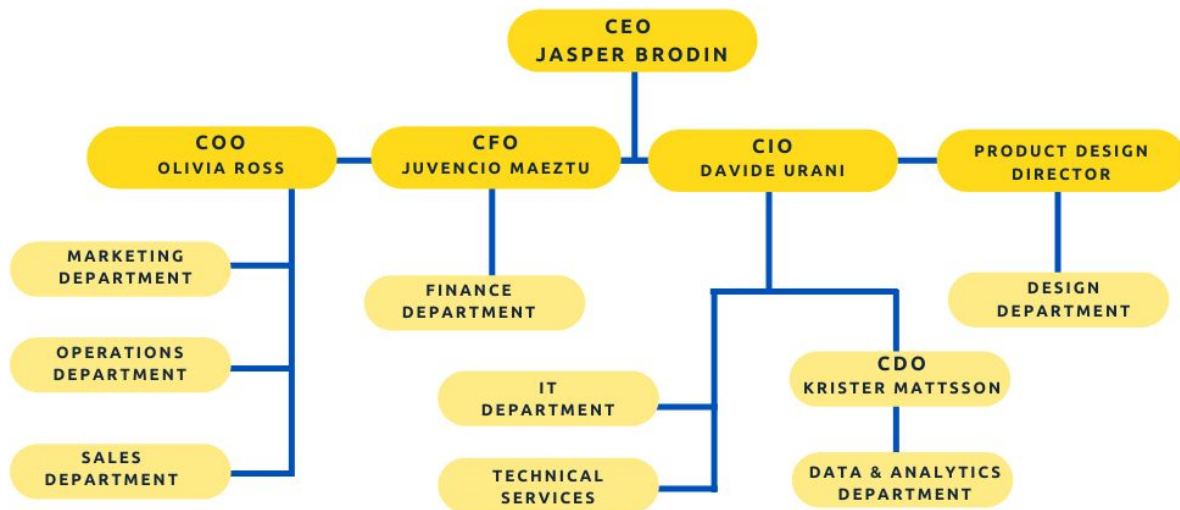 CEO
JASPER BRODIN
COO
OLIVIA ROSS
CFO
JUVENCIO MAEZTU
CIO
DAVIDE URANI
PRODUCT DESIGN
DIRECTOR
MARKETING
DEPARTMENT
OPERATIONS
DEPARTMENT
SALES
DEPARTMENT
FINANCE
DEPARTMENT
IT
DEPARTMENT
TECHNICAL
SERVICES
CDO
KRISTER MATTSSON
DATA & ANALYTICS
DEPARTMENT
DESIGN
DEPARTMENT